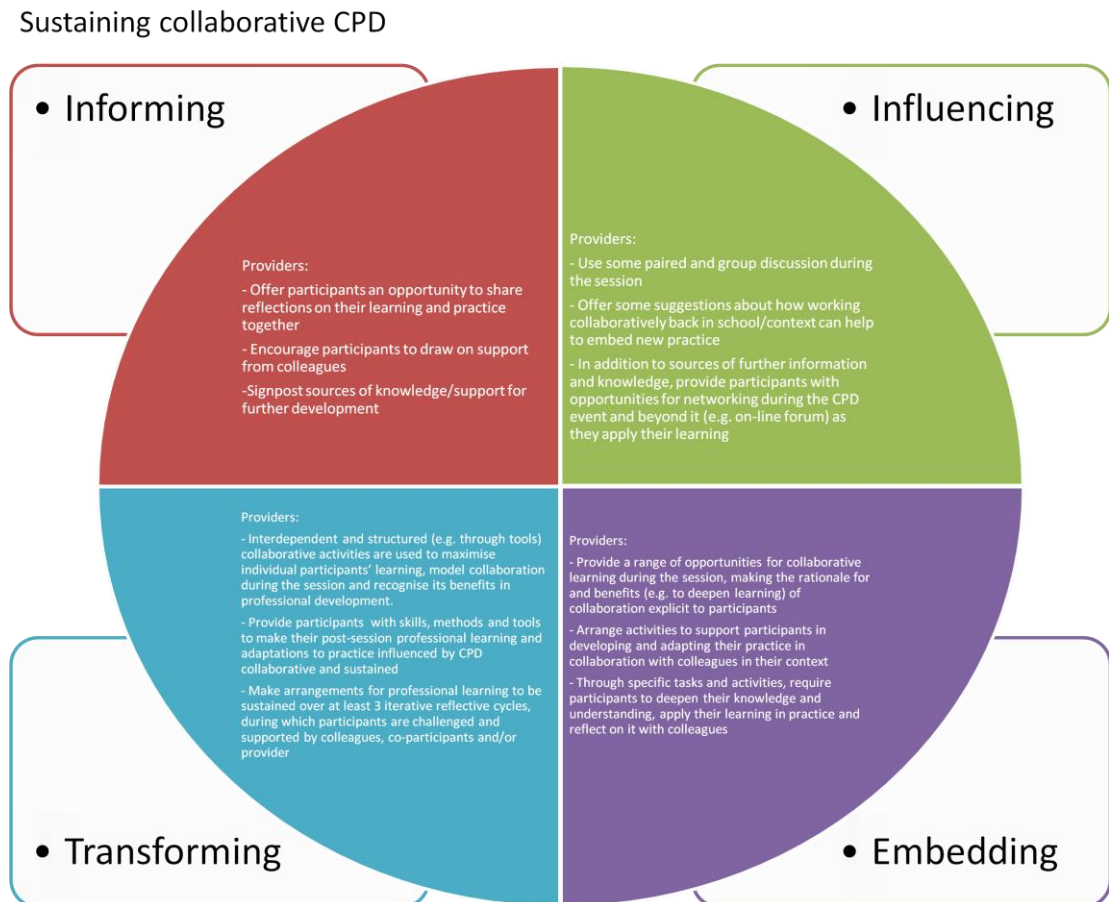 Sustaining collaborative CPD
• Informing
• Influencing
Providers:
- Offer participants an opportunity to share
reflections on their learning and practice
together
- Encourage participants to draw on support
from colleagues
-Signpost sources of knowledge/support for
further development
Providers:
- Use some paired and group discussion during
the session
- Offer some suggestions about how working
collaboratively back in school/context can help
to embed new practice
- In addition to sources of further information
and knowledge, provide participants with
opportunities for networking during the CPD
event and beyond it (e.g. on-line forum) as
they apply their learning
Providers:
- Interdependent and structured (e.g. through tools)
collaborative activities are used to maximise
individual participants’ learning, model collaboration
during the session and recognise its benefits in
professional development.
- Provide participants with skills, methods and tools
to make their post-session professional learning and
adaptations to practice influenced by CPD
collaborative and sustained
- Make arrangements for professional learning to be
sustained over at least 3 iterative reflective cycles,
during which participants are challenged and
supported by colleagues, co-participants and/or
provider
Providers:
- Provide a range of opportunities for collaborative
learning during the session, making the rationale for
and benefits (e.g. to deepen learning) of
collaboration explicit to participants
- Arrange activities to support participants in
developing and adapting their practice in
collaboration with colleagues in their context
- Through specific tasks and activities, require
participants to deepen their knowledge and
understanding, apply their learning in practice and
reflect on it with colleagues
• Transforming
• Embedding